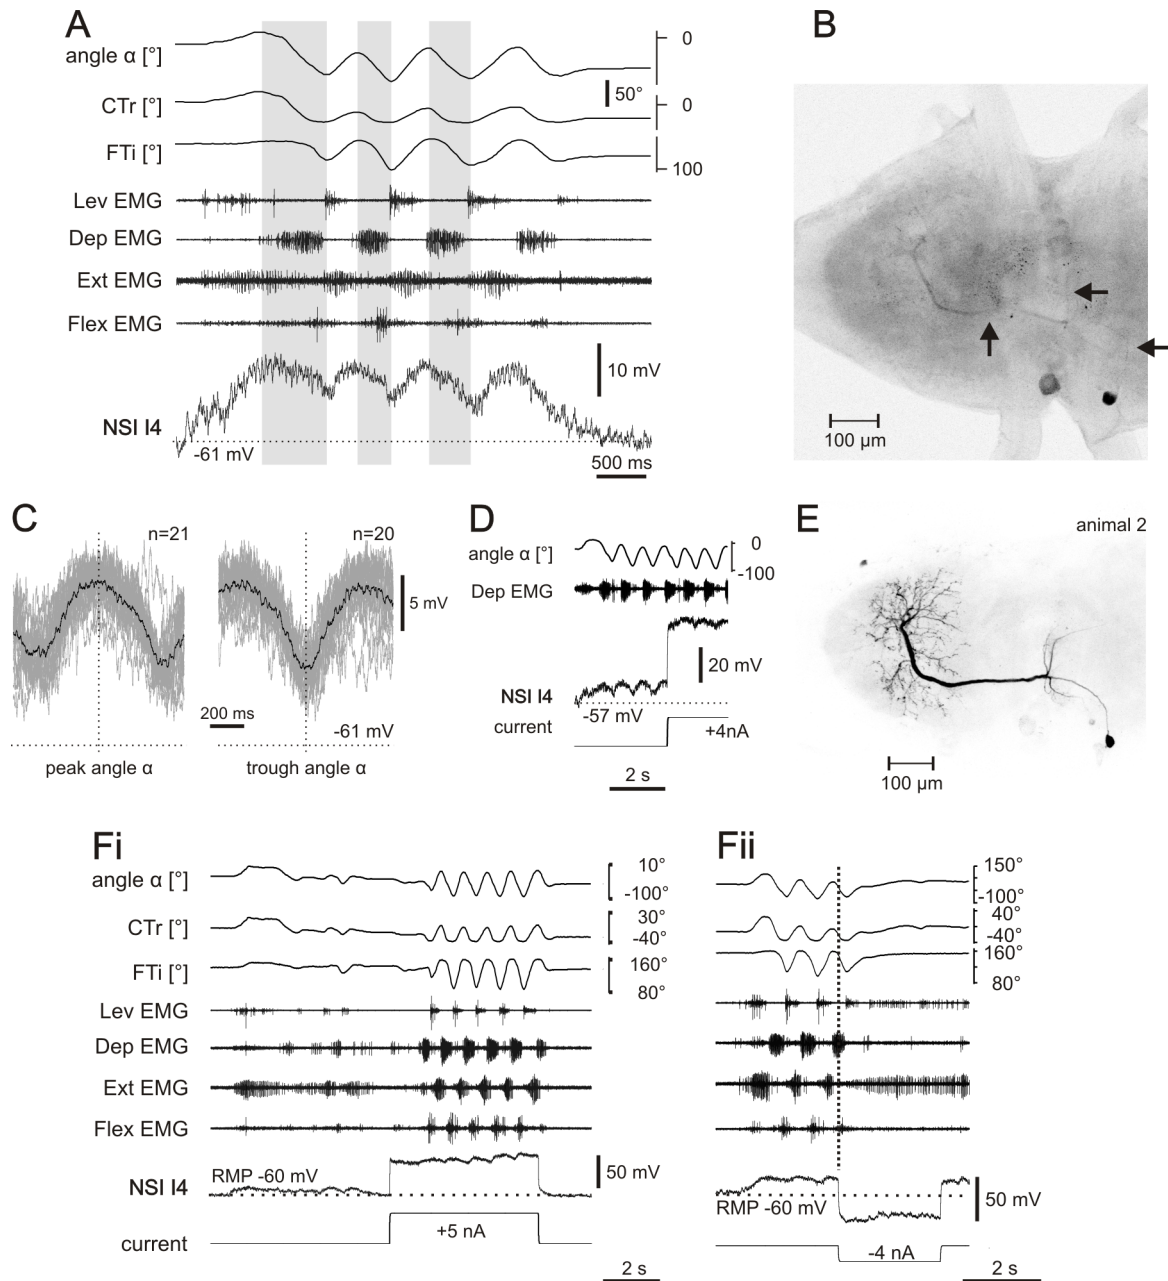 A
B
angle α [°]
0
50°
CTr [°]
0
FTi [°]
100
Lev EMG
Dep EMG
Ext EMG
Flex EMG
10 mV
NSI I4
-61 mV
500 ms
100 µm
C
n=21
n=20
5 mV
200 ms
-61 mV
peak angle α
trough angle α
D
angle α [°]
0
-100
Dep EMG
20 mV
NSI I4
-57 mV
current
+4nA
2 s
E
animal 2
100 µm
Fi
angle α [°]
10°
-100°
CTr [°]
30°
-40°
FTi [°]
160°
80°
Lev EMG
Dep EMG
Ext EMG
Flex EMG
RMP -60 mV
NSI I4
50 mV
current
+5 nA
2 s
Fii
150°
-100°
40°
-40°
160°
80°
RMP -60 mV
50 mV
-4 nA
2 s